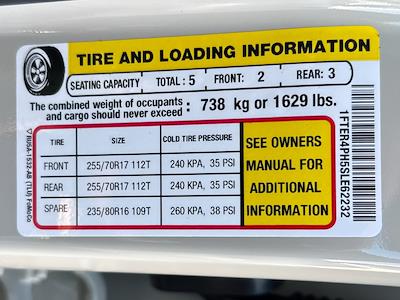 TIRE AND LOADING INFORMATION
SEATING CAPACITY TOTAL : 5 FRONT: 2 REAR: 3
The combined weight of occupants
and cargo should never exceed : 738 kg or 1629 lbs.
TIRE SIZE COLD TIRE PRESSURE
FRONT 255/70R17 112T 240 KPA, 35 PSI
REAR 255/70R17 112T 240 KPA, 35 PSI
SPARE 235/80R16 109T 260 KPA, 38 PSI
SEE OWNERS
MANUAL FOR
ADDITIONAL
INFORMATION
1FTER4PH5SLE62232